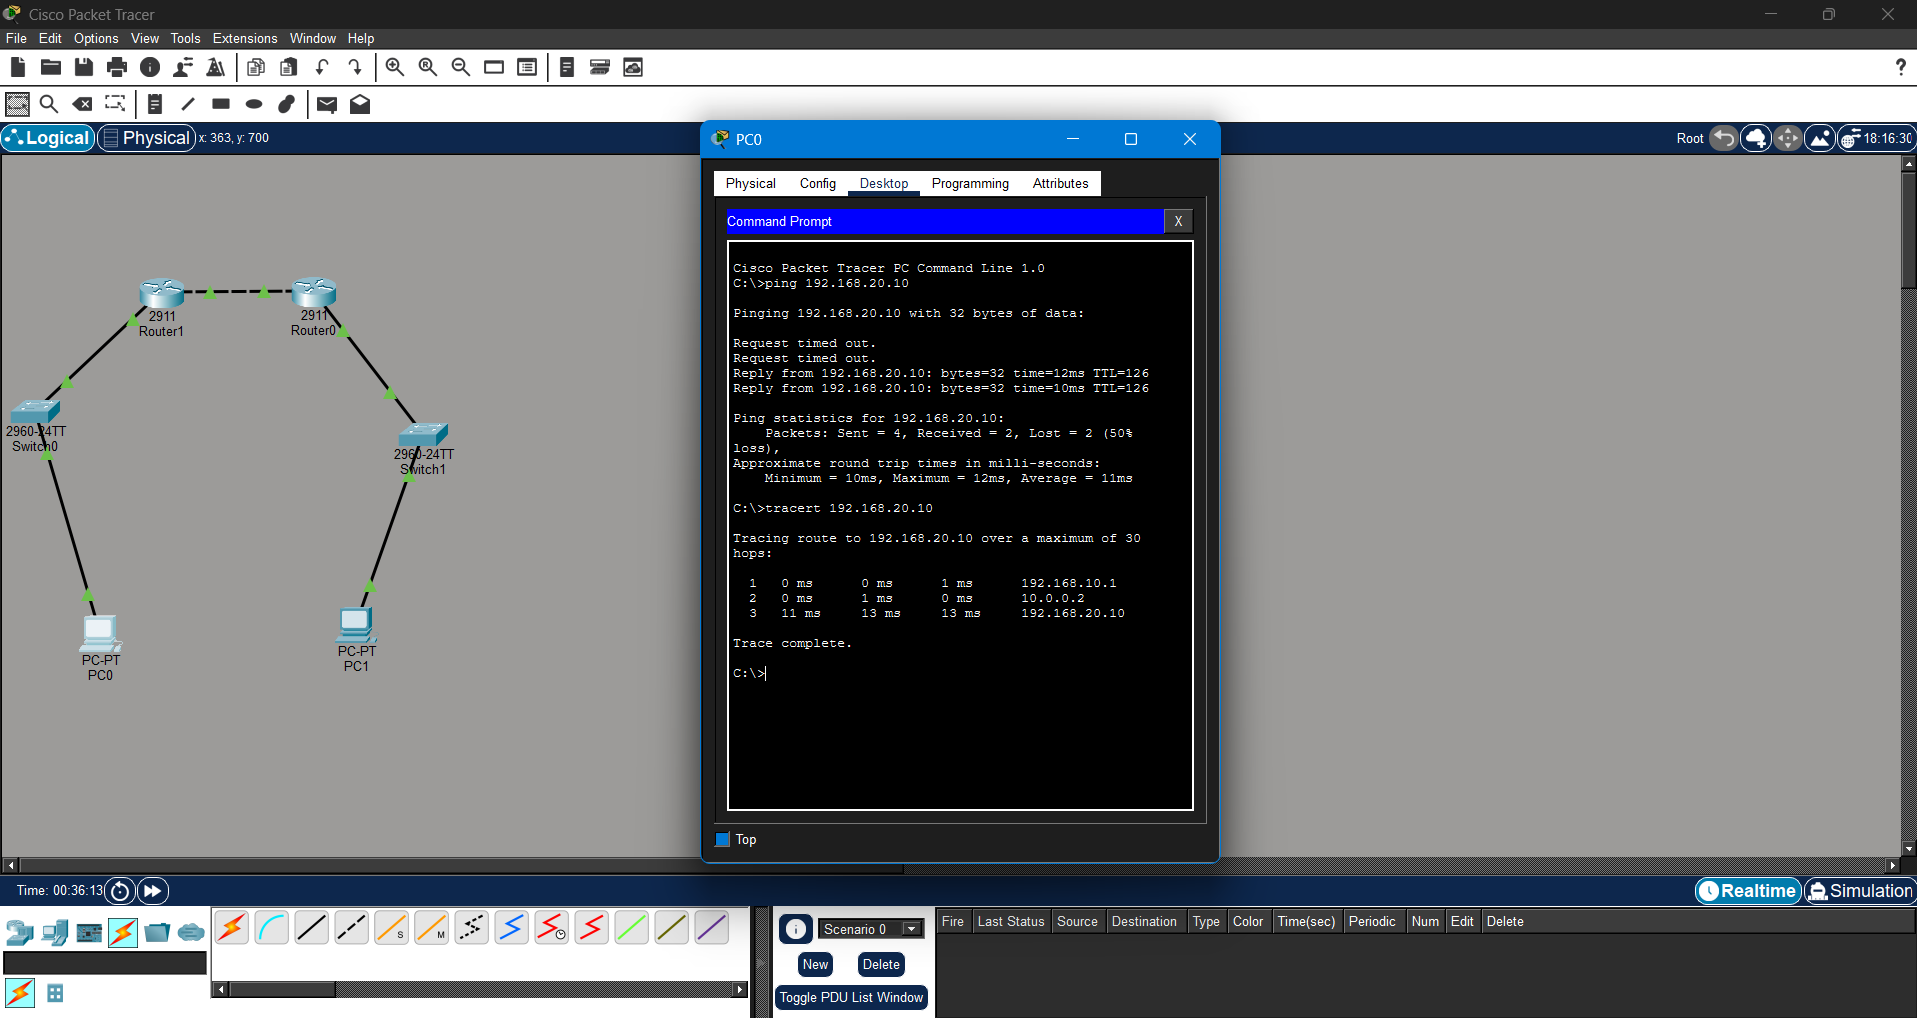 Cisco Packet Tracer
File Edit Options View Tools Extensions Window Help
?
Logical Physical x: 363, y: 700 Root 18:16:30
2911
Router1
2911
Router0
2960-24TT
Switch0
2960-24TT
Switch1
PC-PT
PC0
PC-PT
PC1
PC0
Physical Config Desktop Programming Attributes
Command Prompt X
Cisco Packet Tracer PC Command Line 1.0
C:\>ping 192.168.20.10
Pinging 192.168.20.10 with 32 bytes of data:
Request timed out.
Request timed out.
Reply from 192.168.20.10: bytes=32 time=12ms TTL=126
Reply from 192.168.20.10: bytes=32 time=10ms TTL=126
Ping statistics for 192.168.20.10:
Packets: Sent = 4, Received = 2, Lost = 2 (50%
loss),
Approximate round trip times in milli-seconds:
Minimum = 10ms, Maximum = 12ms, Average = 11ms
C:\>tracert 192.168.20.10
Tracing route to 192.168.20.10 over a maximum of 30
hops:
1 0 ms 0 ms 1 ms 192.168.10.1
2 0 ms 1 ms 0 ms 10.0.0.2
3 11 ms 13 ms 13 ms 192.168.20.10
Trace complete.
C:\>
Top
Time: 00:36:13 Realtime Simulation
S M
Scenario 0
New Delete
Toggle PDU List Window
Fire Last Status Source Destination Type Color Time(sec) Periodic Num Edit Delete